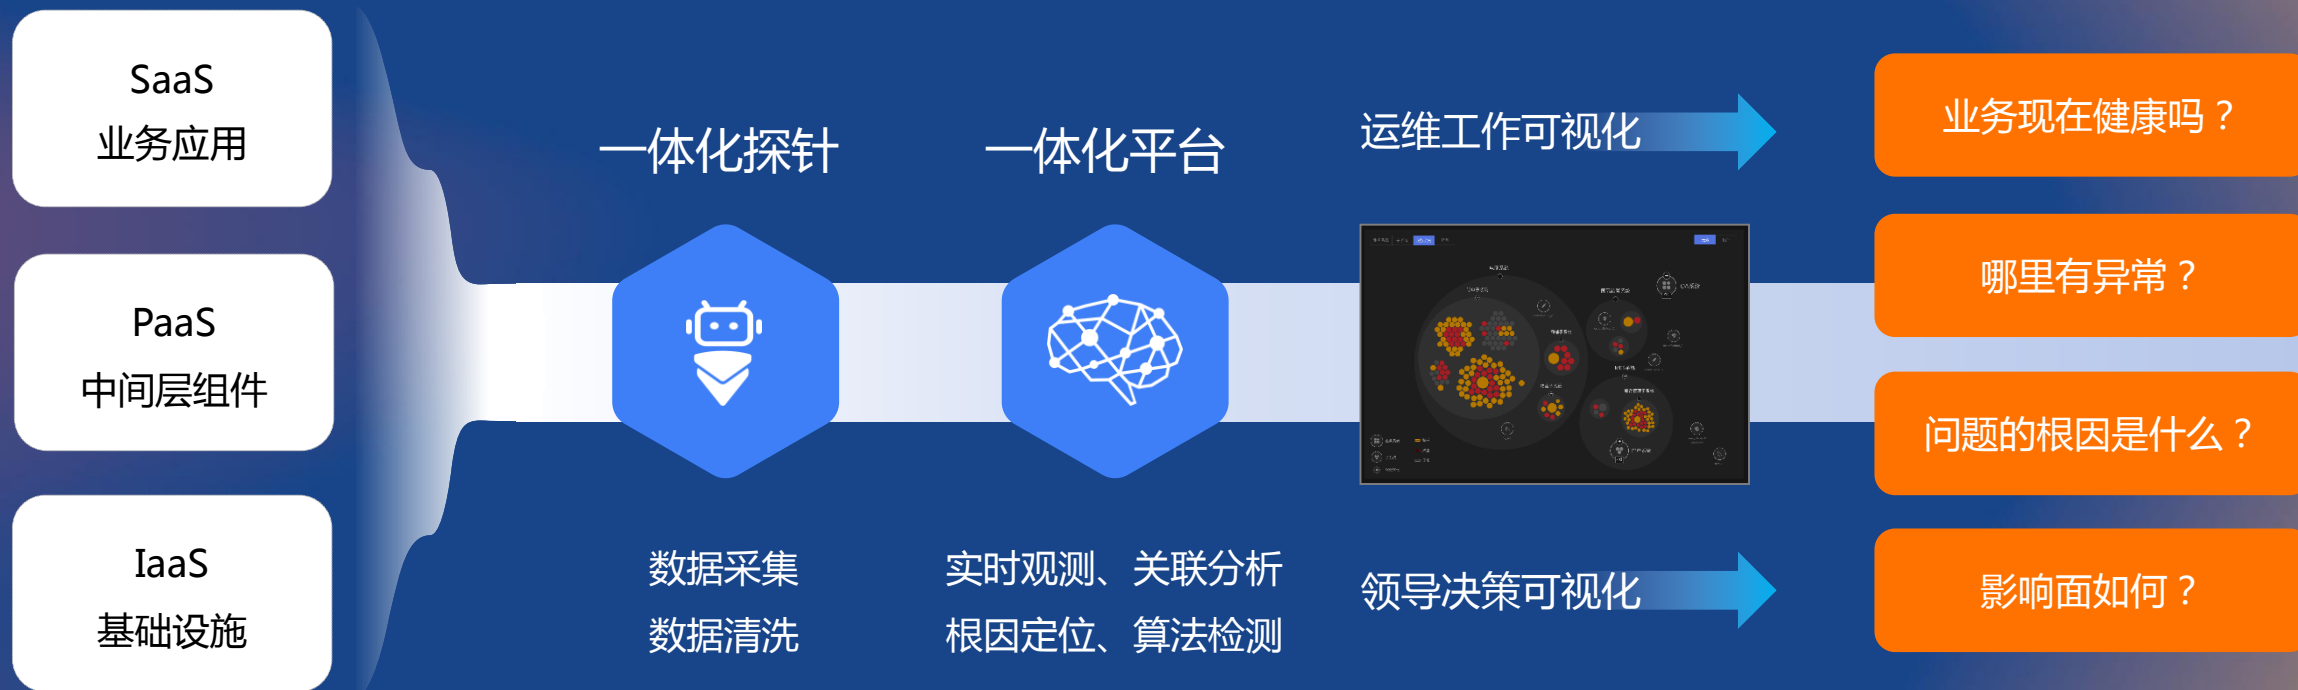 SaaS
业务应用
PaaS
中间层组件
IaaS
基础设施
一体化探针
数据采集
数据清洗
一体化平台
实时观测、关联分析
根因定位、算法检测
运维工作可视化
领导决策可视化
业务现在健康吗？
哪里有异常？
问题的根因是什么？
影响面如何？